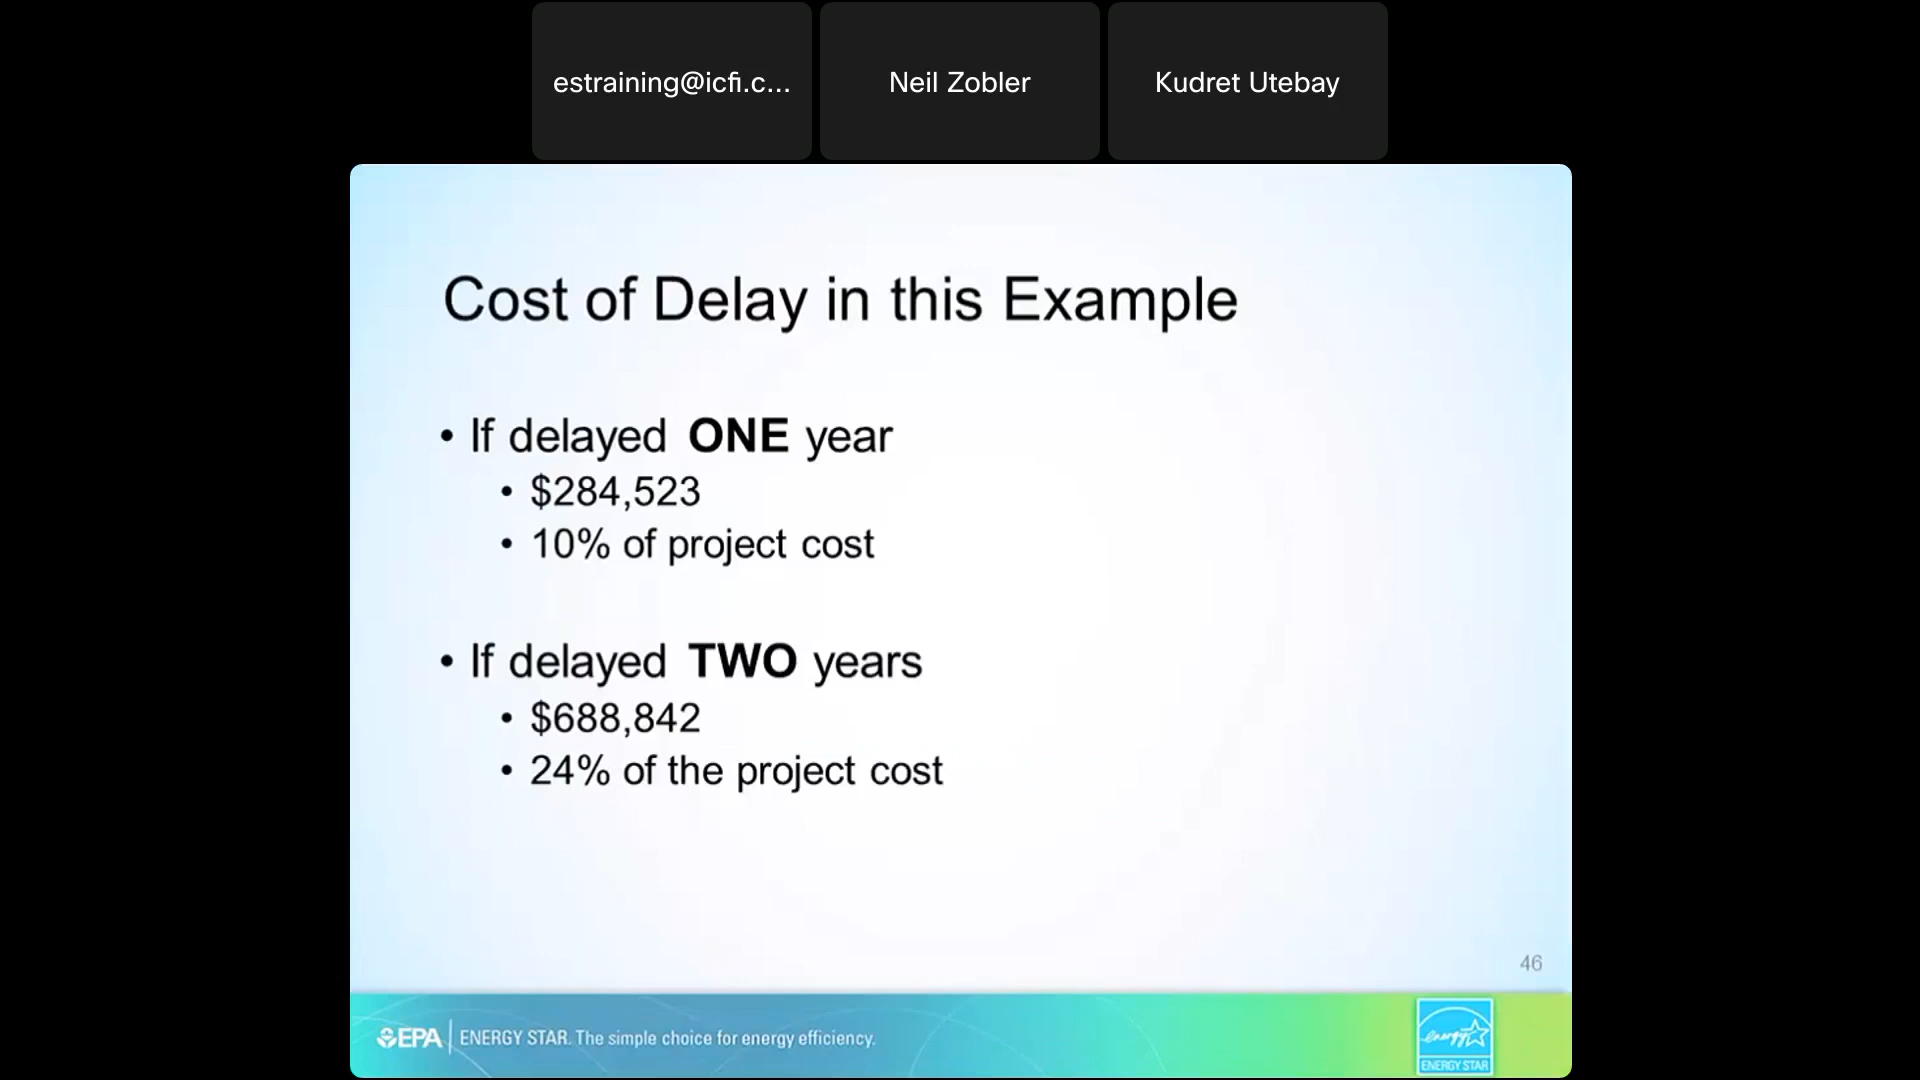 estraining@icfi.c...
Neil Zobler
Kudret Utebay
Cost of Delay in this Example
• If delayed ONE year
• $284,523
• 10% of project cost
• If delayed TWO years
• $688,842
• 24% of the project cost
46
EPA
ENERGY STAR. The simple choice for energy efficiency.
energy
ENERGY STAR